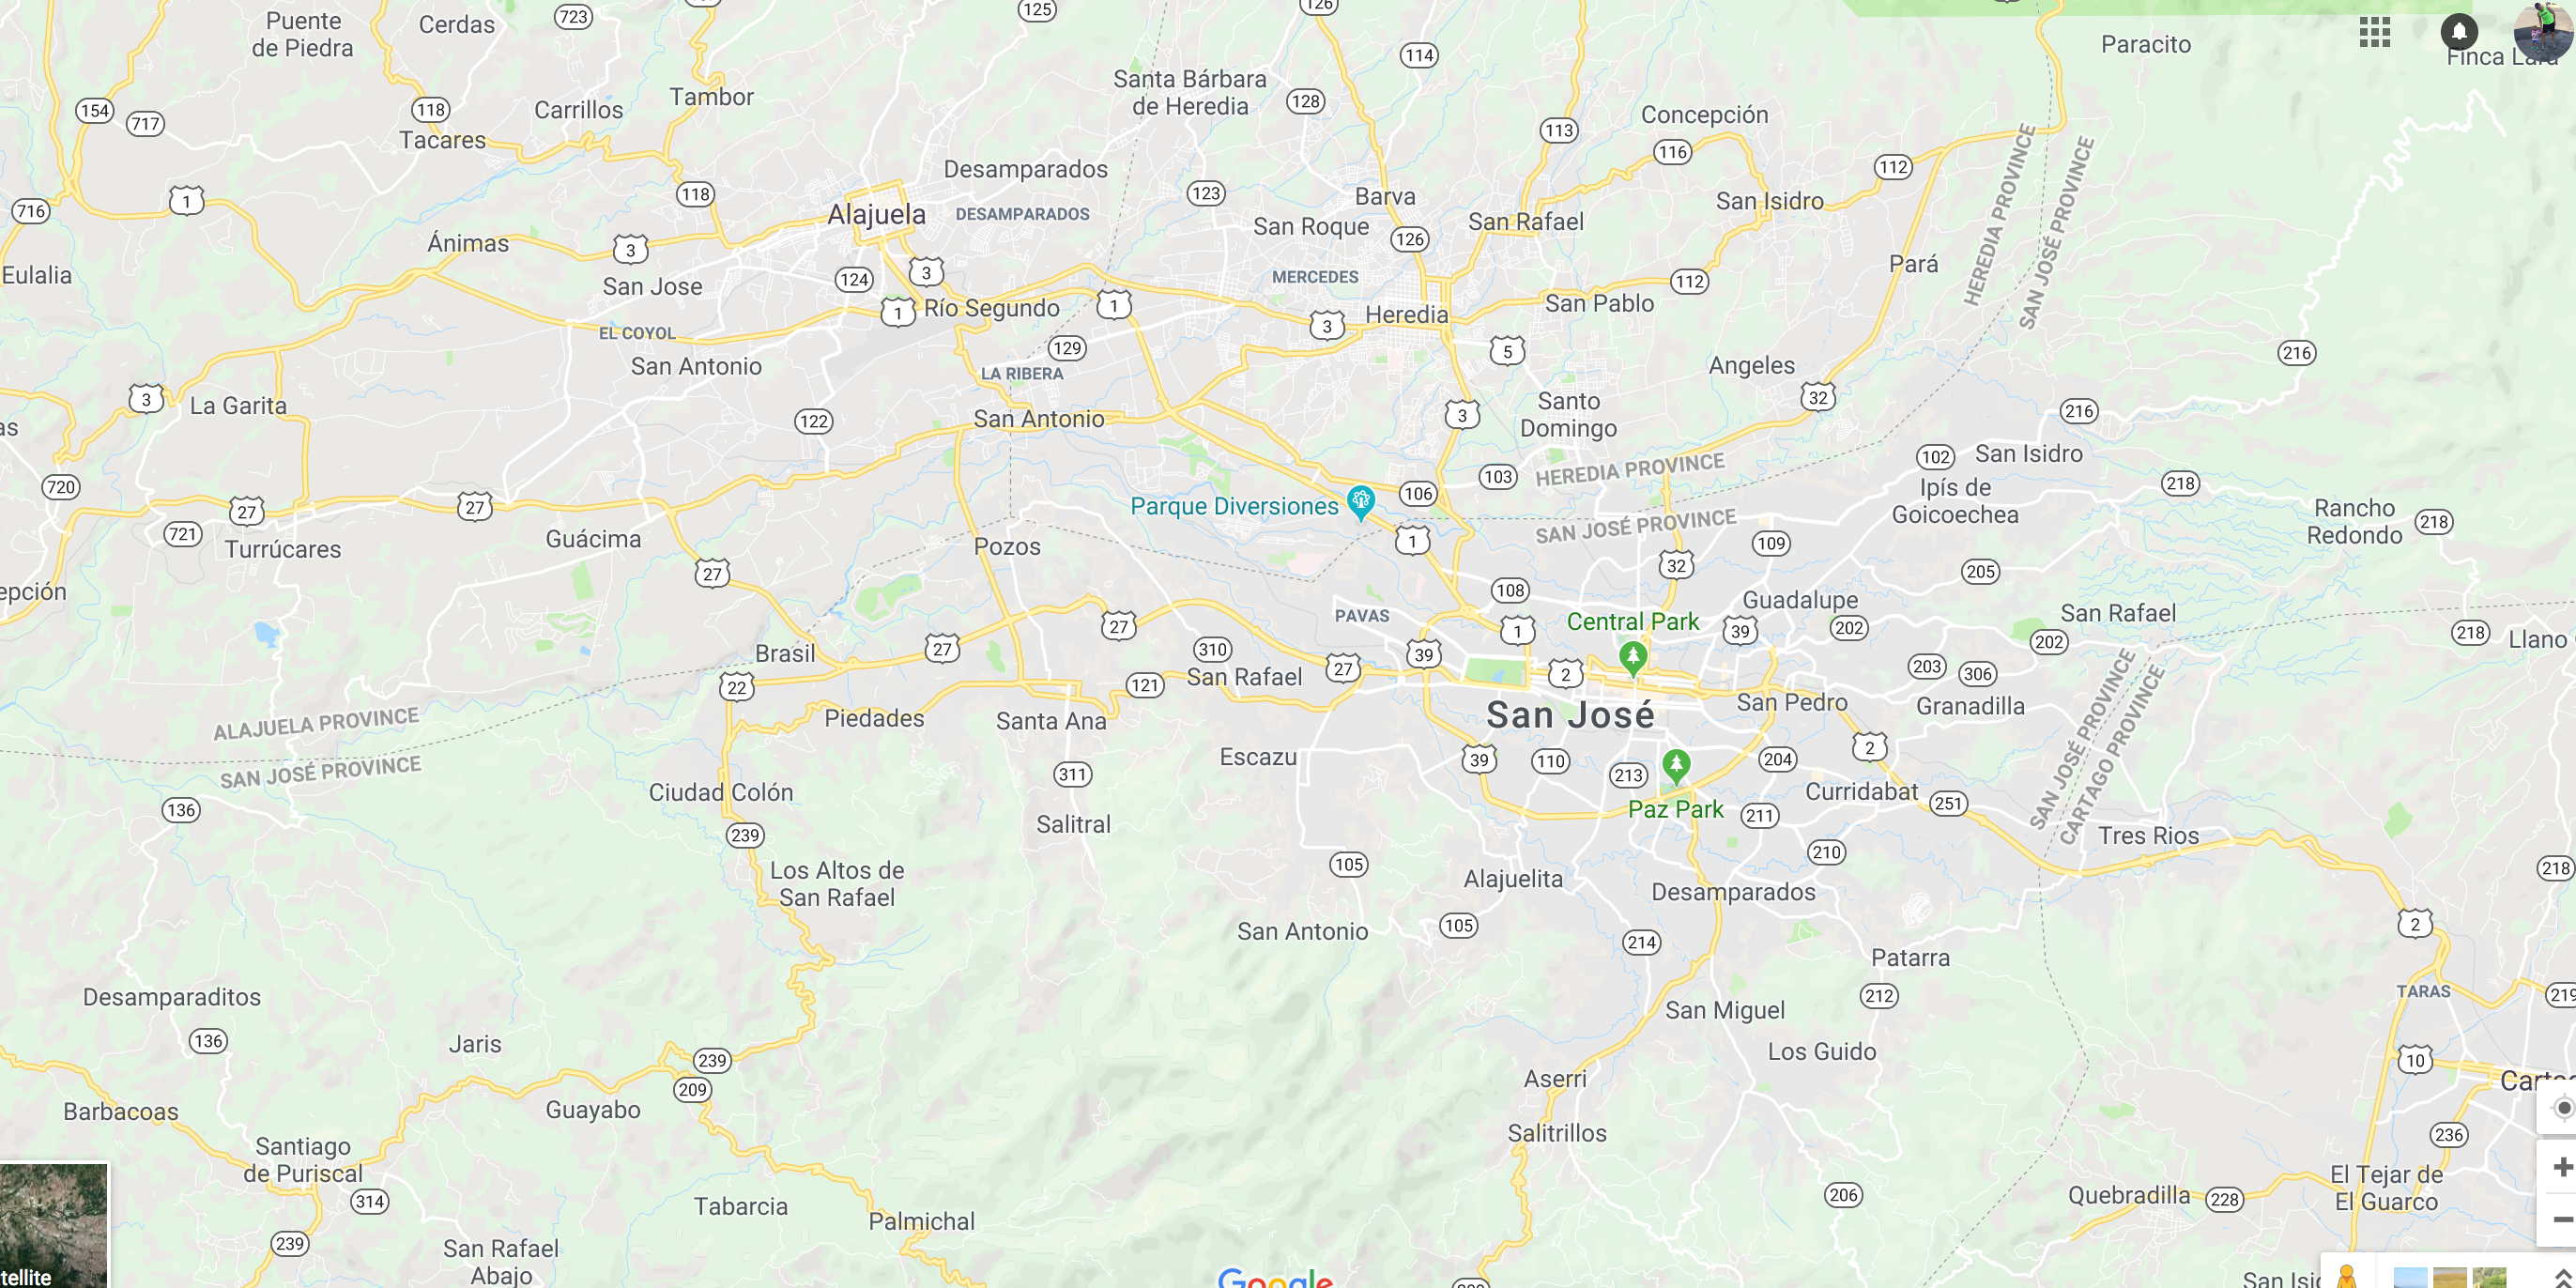 Puente
de Piedra
Cerdas
723
125
126
114
Paracito
Finca Lara
Santa Bárbara
de Heredia
128
Tambor
154
717
118
Carrillos
Tacares
113
Concepción
116
112
Desamparados
118
123
Barva
1
716
Alajuela
DESAMPARADOS
San Roque
126
San Rafael
San Isidro
HEREDIA PROVINCE
SAN JOSÉ PROVINCE
Ánimas
3
Eulalia
San Jose
124
3
MERCEDES
112
Pará
1
Río Segundo
1
3
Heredia
San Pablo
EL COYOL
129
5
216
San Antonio
LA RIBERA
Angeles
3
La Garita
122
San Antonio
3
Santo
Domingo
32
216
102
San Isidro
HEREDIA PROVINCE
103
720
27
27
Parque Diversiones
106
Ipís de
Goicoechea
218
Rancho
Redondo
218
721
Turrúcares
Guácima
Pozos
1
SAN JOSÉ PROVINCE
109
27
32
205
epción
108
PAVAS
Central Park
Guadalupe
San Rafael
27
1
39
202
202
218
Llano
Brasil
27
310
39
San Rafael
27
2
203
306
22
121
San Pedro
Granadilla
ALAJUELA PROVINCE
Piedades
Santa Ana
San José
SAN JOSÉ PROVINCE
CARTAGO PROVINCE
SAN JOSÉ PROVINCE
Escazu
39
110
213
204
2
Ciudad Colón
311
136
Curridabat
251
Paz Park
211
239
Salitral
Tres Rios
Los Altos de
San Rafael
105
210
218
Alajuelita
Desamparados
San Antonio
105
2
214
Patarra
Desamparaditos
212
TARAS
219
San Miguel
136
Jaris
239
Los Guido
10
209
Aserri
Barbacoas
Guayabo
Santiago
de Puriscal
Salitrillos
236
314
Tabarcia
206
Quebradilla
228
El Tejar de
El Guarco
Palmichal
239
San Rafael
Abajo
tellite
Google